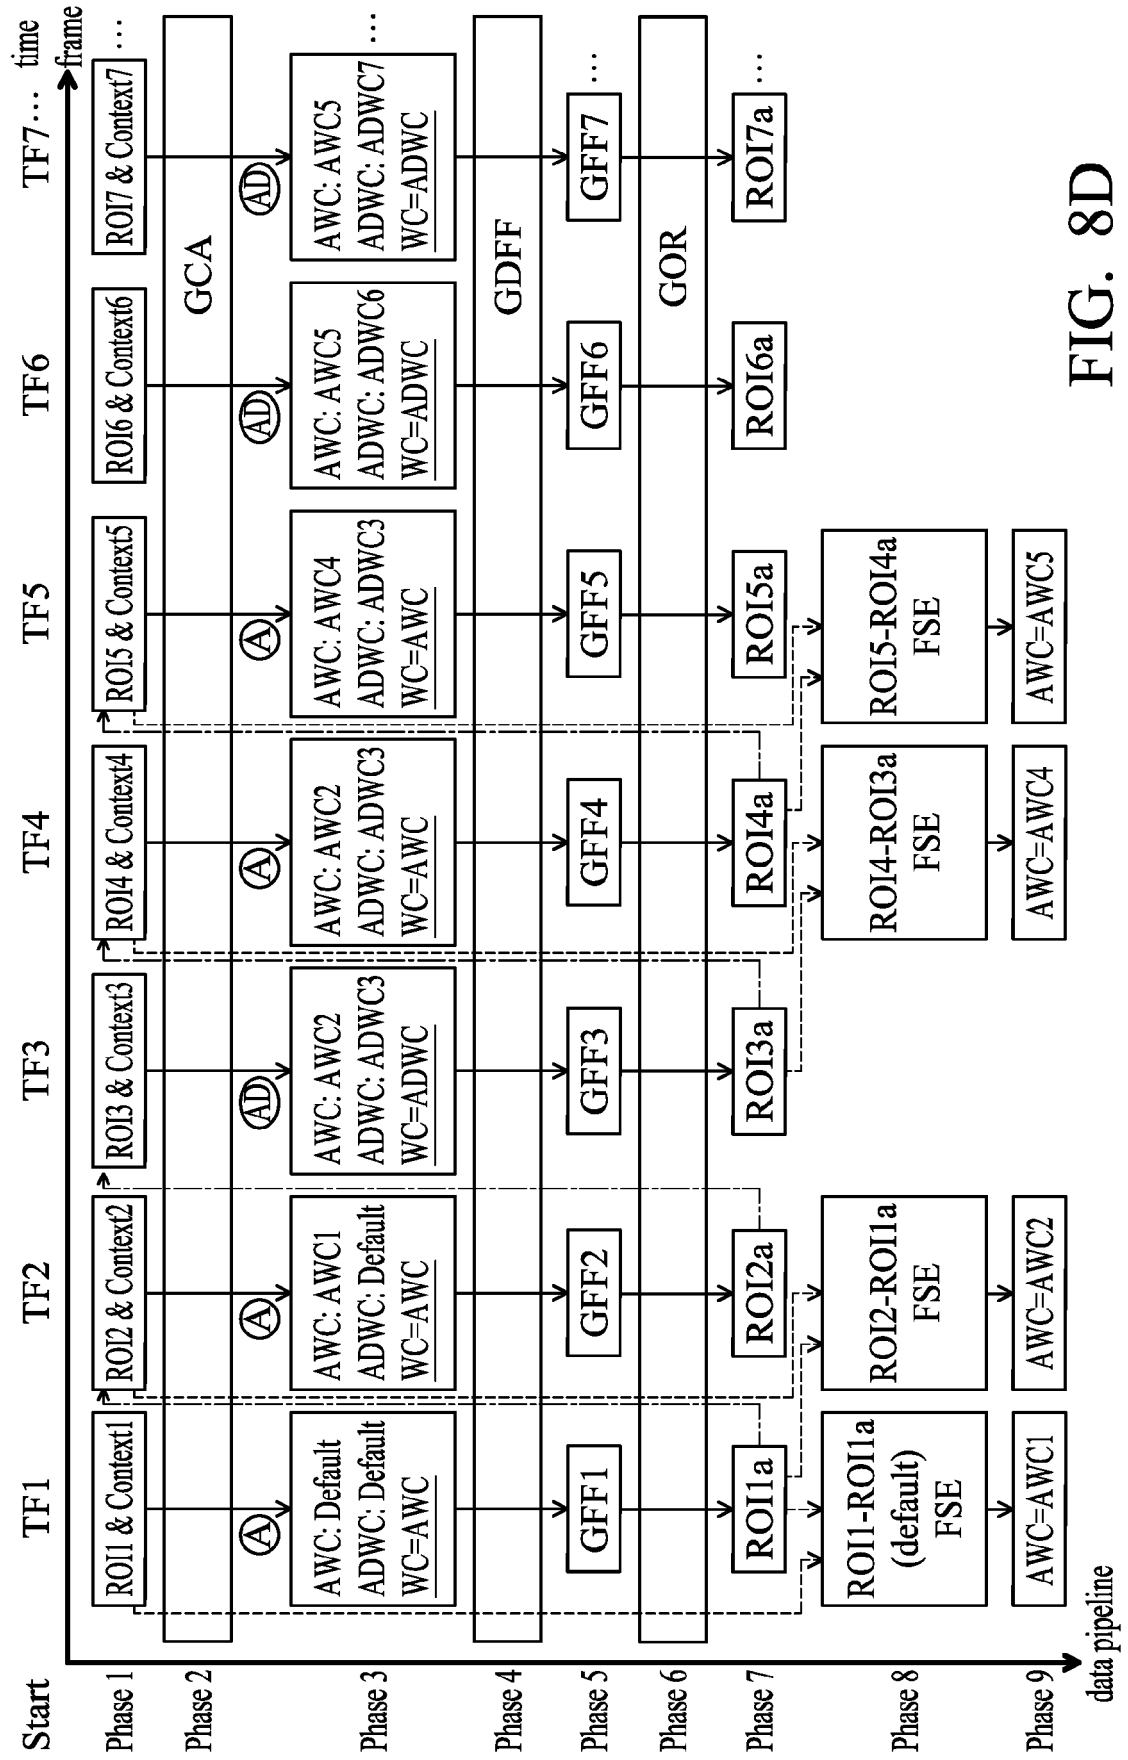 Start TF1 TF2 TF3 TF4 TF5 TF6 TF7… time
frame
Phase 1 ROI1 & Context1 ROI2 & Context2 ROI3 & Context3 ROI4 & Context4 ROI5 & Context5 ROI6 & Context6 ROI7 & Context7 …
Phase 2 GCA
A A AD A A AD AD
Phase 3
AWC: Default AWC: AWC1 AWC: AWC2 AWC: AWC2 AWC: AWC4 AWC: AWC5 AWC: AWC5
ADWC: Default ADWC: Default ADWC: ADWC3 ADWC: ADWC3 ADWC: ADWC3 ADWC: ADWC6 ADWC: ADWC7 …
WC=AWC WC=AWC WC=ADWC WC=AWC WC=AWC WC=ADWC WC=ADWC
Phase 4 GDFF
Phase 5 GFF1 GFF2 GFF3 GFF4 GFF5 GFF6 GFF7 …
Phase 6 GOR
Phase 7 ROI1a ROI2a ROI3a ROI4a ROI5a ROI6a ROI7a …
Phase 8
ROI1-ROI1a ROI2-ROI1a ROI4-ROI3a ROI5-ROI4a
(default) FSE FSE FSE
FSE
Phase 9 AWC=AWC1 AWC=AWC2 AWC=AWC4 AWC=AWC5
data pipeline
FIG. 8D